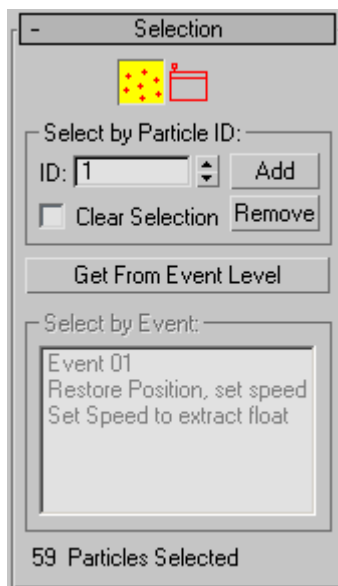 - Selection
Select by Particle ID:
ID: 1 Add
Clear Selection Remove
Get From Event Level
Select by Event:
Event 01
Restore Position, set speed
Set Speed to extract float
59 Particles Selected